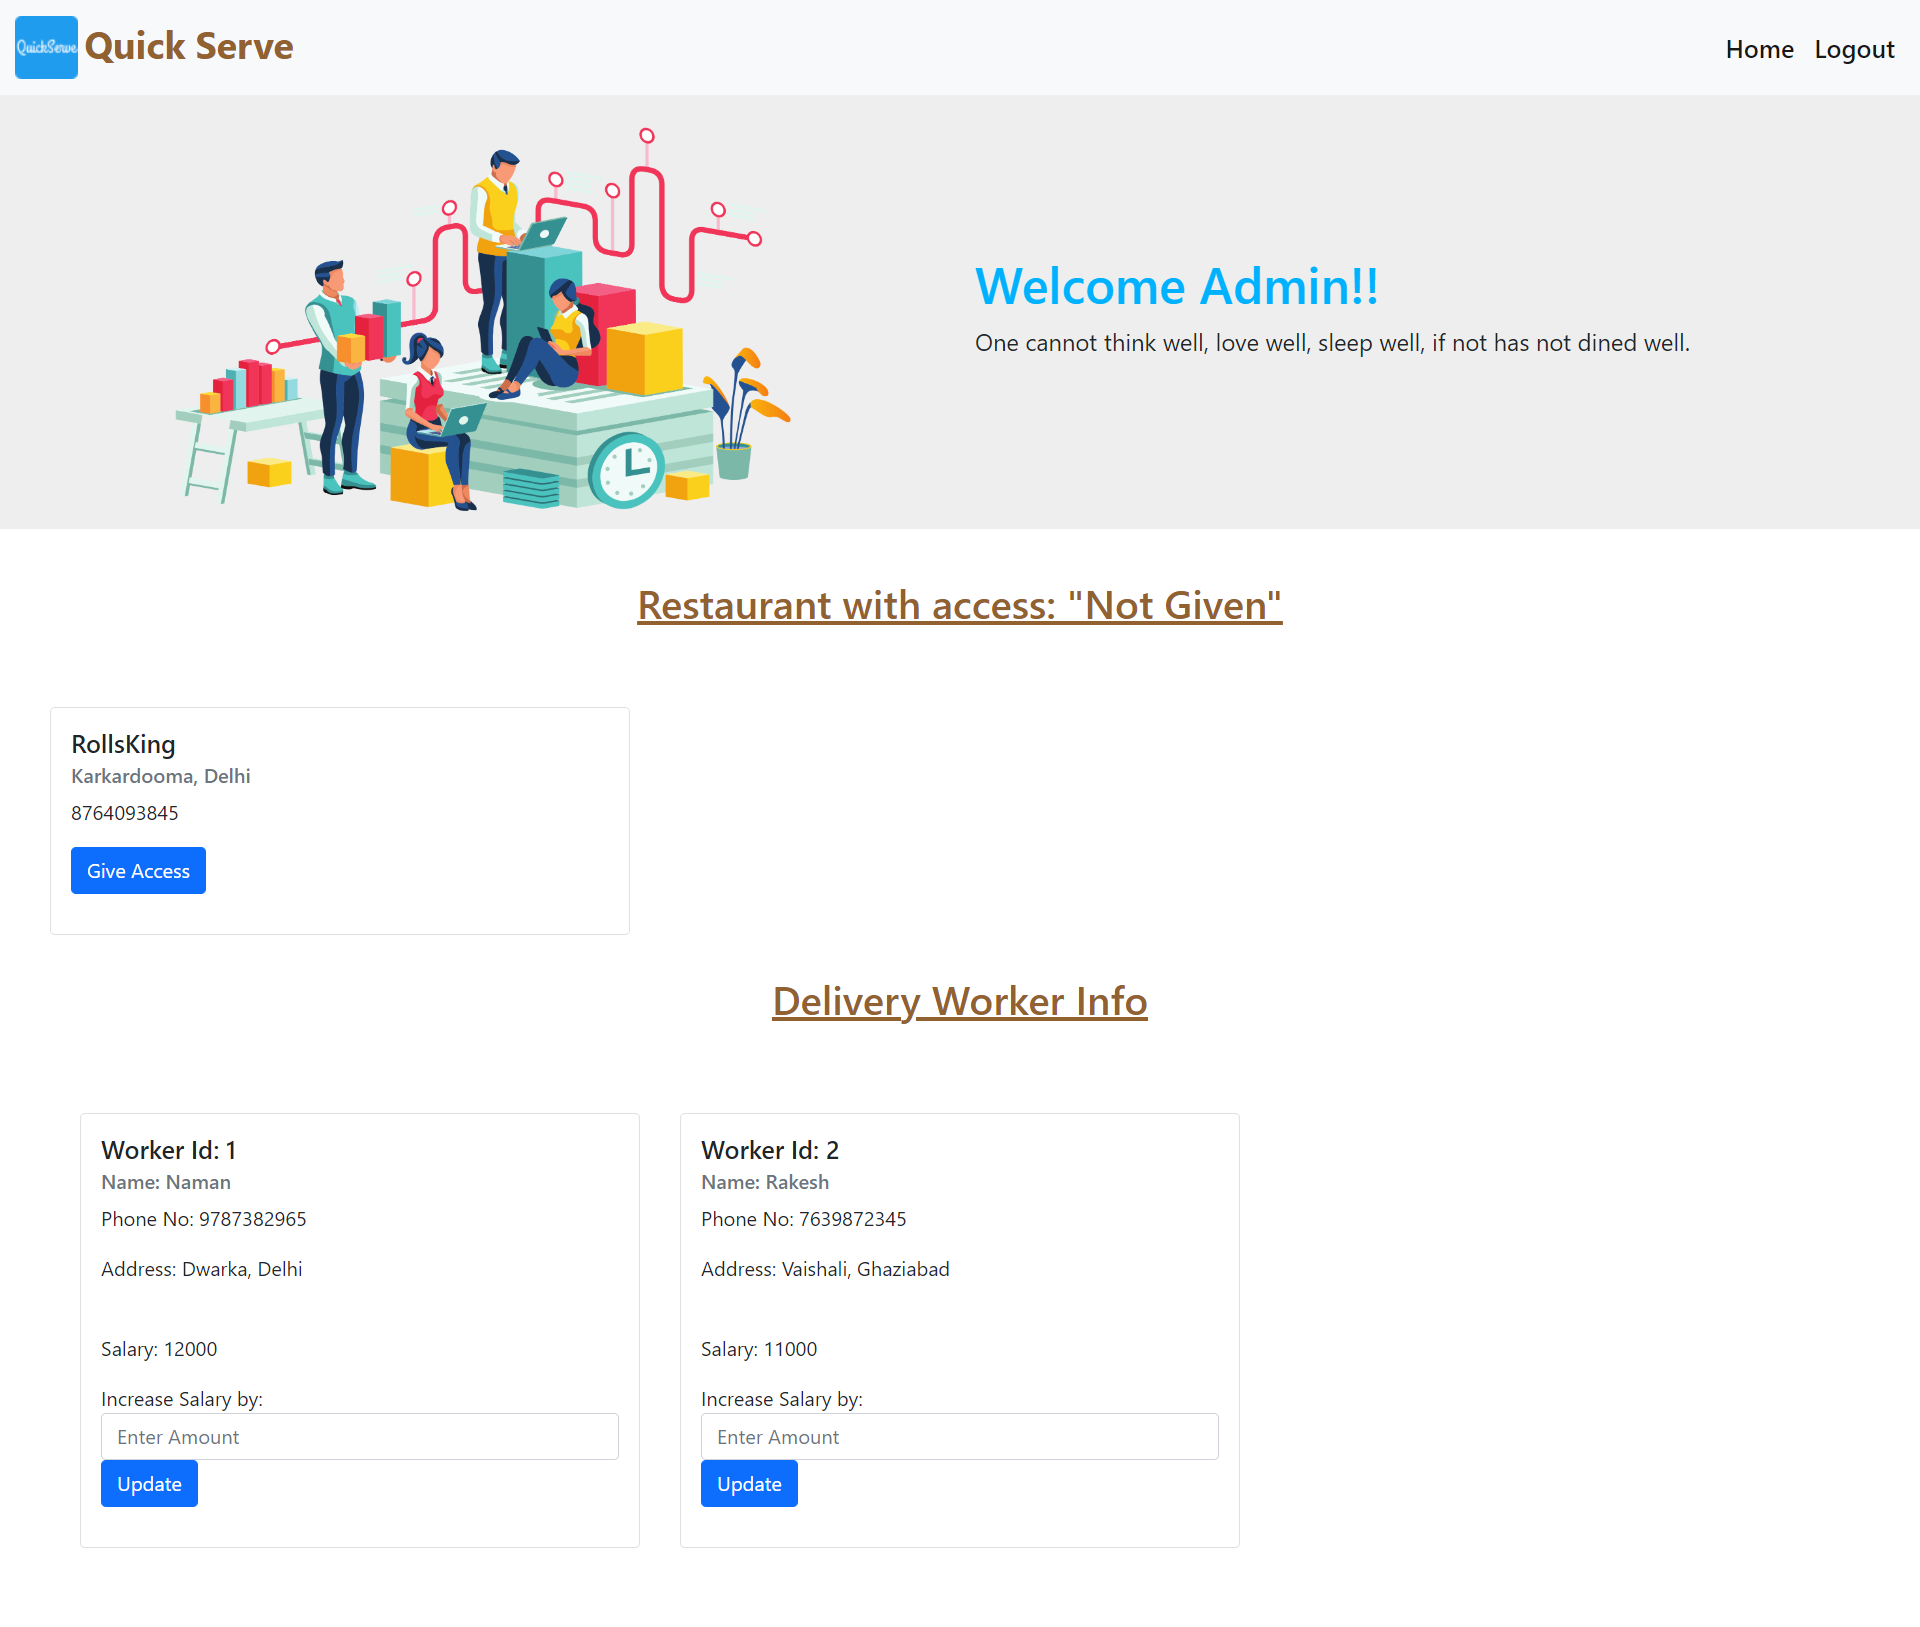 QuickServe
Quick Serve
Home Logout
Welcome Admin!!
One cannot think well, love well, sleep well, if not has not dined well.
Restaurant with access: "Not Given"
RollsKing
Karkardooma, Delhi
8764093845
Give Access
Delivery Worker Info
Worker Id: 1
Name: Naman
Phone No: 9787382965
Address: Dwarka, Delhi
Salary: 12000
Increase Salary by:
Enter Amount
Update
Worker Id: 2
Name: Rakesh
Phone No: 7639872345
Address: Vaishali, Ghaziabad
Salary: 11000
Increase Salary by:
Enter Amount
Update